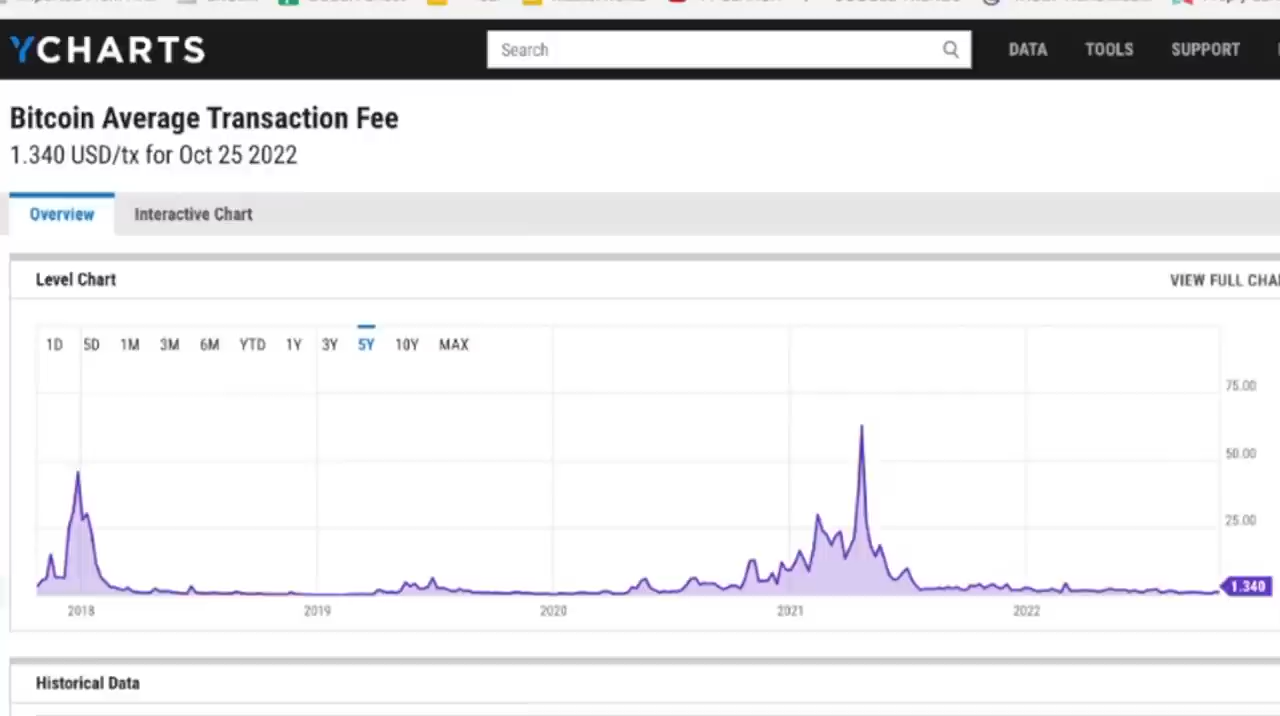 YCHARTS
Search
DATA TOOLS SUPPORT
Bitcoin Average Transaction Fee
1.340 USD/tx for Oct 25 2022
Overview Interactive Chart
Level Chart
VIEW FULL
1D 5D 1M 3M 6M YTD 1Y 3Y 5Y 10Y MAX
75.00
50.00
25.00
1.340
2018 2019 2020 2021 2022
Historical Data